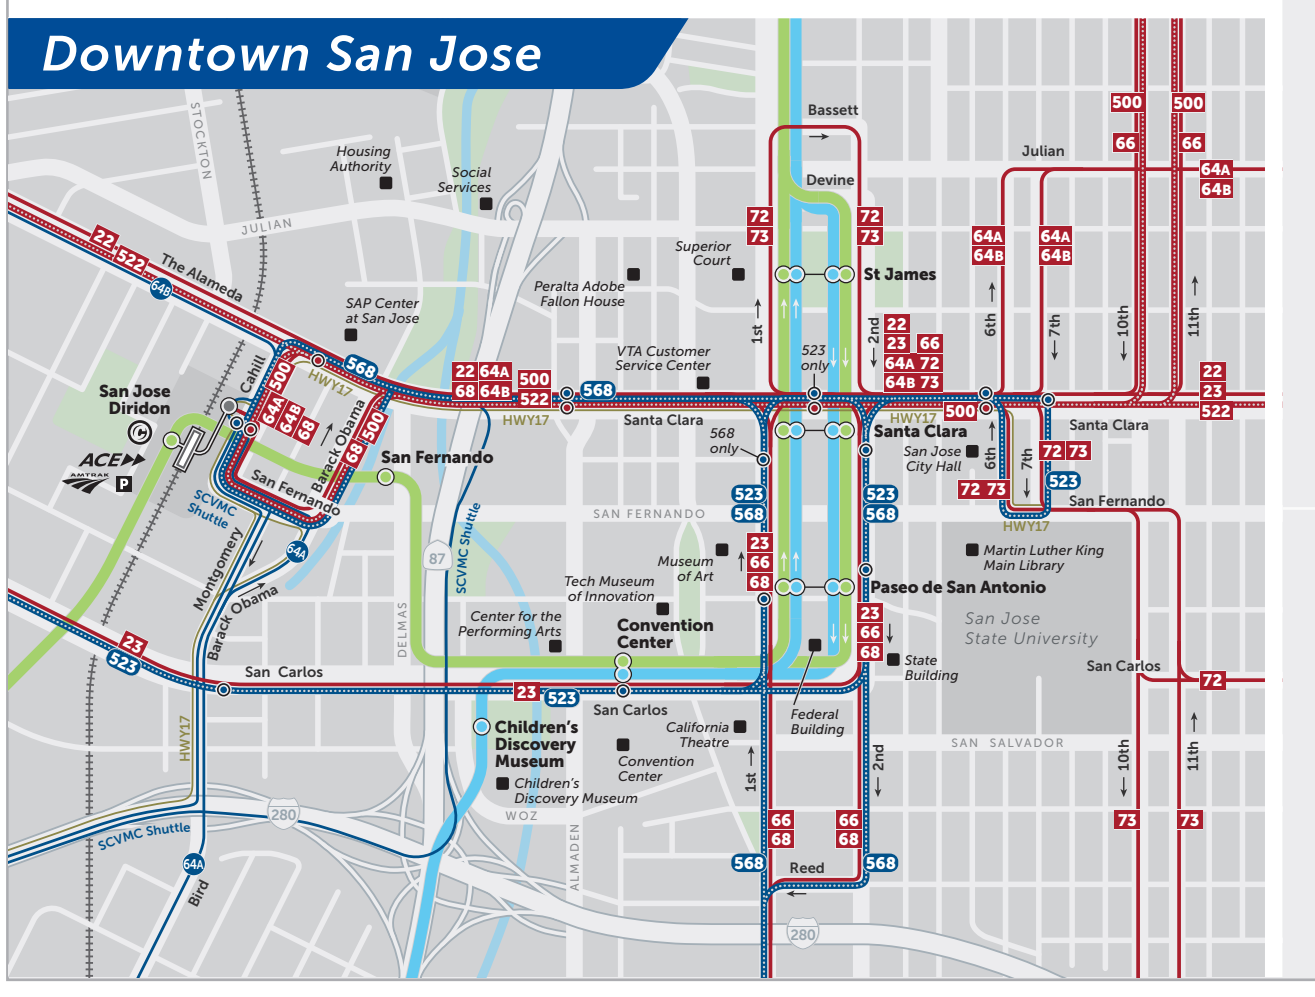 Downtown San Jose
STOCKTON
Bassett
500
500
Housing
Authority
66
66
Julian
Social
Services
Devine
64A
64B
JULIAN
72
73
72
73
64A
64B
64A
64B
22
522
The Alameda
64B
Superior
Court
St James
Peralta Adobe
Fallon House
SAP Center
at San Jose
1st
2nd
6th
7th
10th
11th
22
23 66
64A 72
64B 73
VTA Customer
Service Center
523
only
568
HWY17
22 64A
68 64B
500
522
568
22
23
522
Cahill
500
San Jose
Diridon
64A
64B
68
HWY17
Santa Clara
HWY17
500
Santa Clara
Barack Obama
68 500
568
only
Santa Clara
San Jose
City Hall
6th
7th
72 73
ACE
AMTRAK
P
C
San Fernando
San Fernando
523
568
523
568
72 73
523
San Fernando
SCVMC
Shuttle
SAN FERNANDO
HWY17
SCVMC Shuttle
Montgomery
64A
87
23
66
68
Museum
of Art
Martin Luther King
Main Library
Tech Museum
of Innovation
Paseo de San Antonio
Barack Obama
DELMAS
Center for the
Performing Arts
Convention
Center
23
66
68
San Jose
State University
23
523
State
Building
San Carlos
San Carlos
72
23
523
San Carlos
HWY17
Children's
Discovery
Museum
California
Theatre
Federal
Building
Convention
Center
SAN SALVADOR
1st
2nd
10th
11th
Children's
Discovery Museum
WOZ
280
66
68
66
68
73
73
SCVMC Shuttle
64A
Bird
ALMADEN
568
Reed
568
280